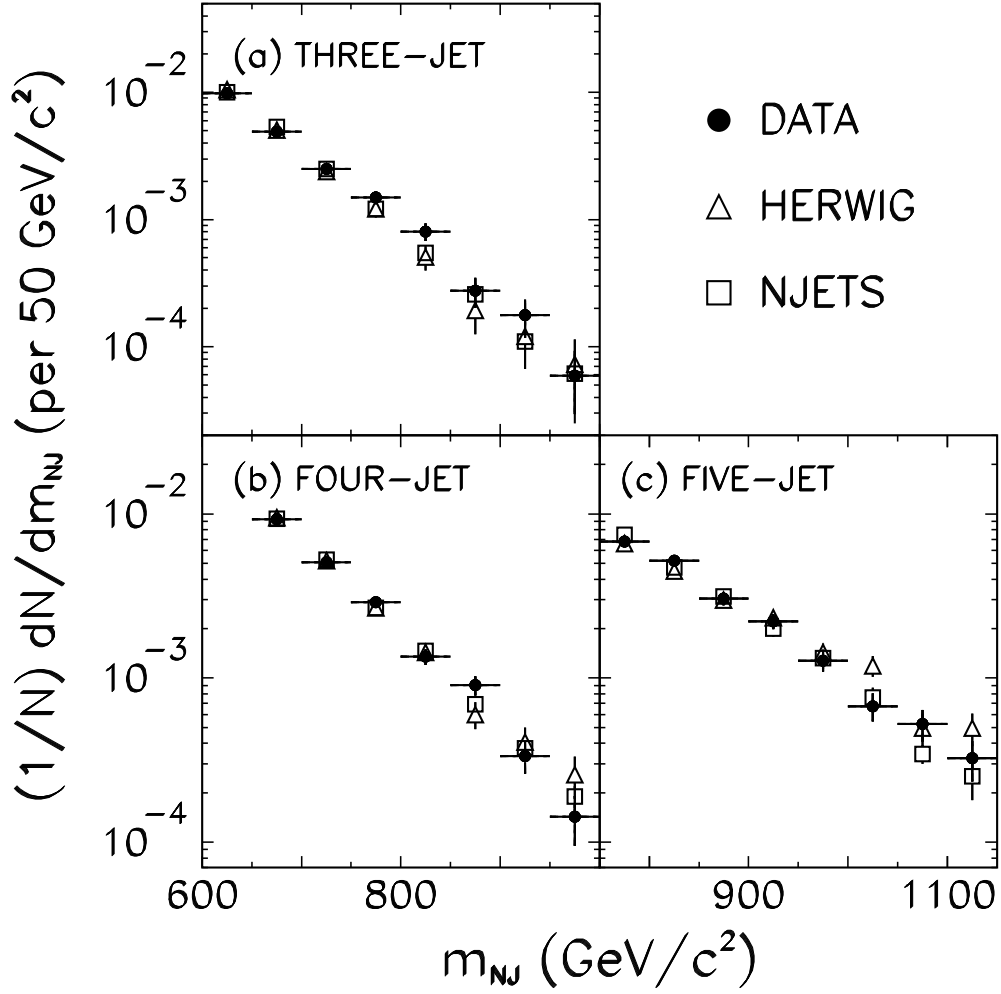 (a) THREE–JET
DATA
HERWIG
NJETS
(1/N) dN/dm_NJ (per 50 GeV/c²)
10⁻²
10⁻³
10⁻⁴
(b) FOUR–JET
(c) FIVE–JET
10⁻²
10⁻³
10⁻⁴
600 800 900 1100
m_NJ (GeV/c²)